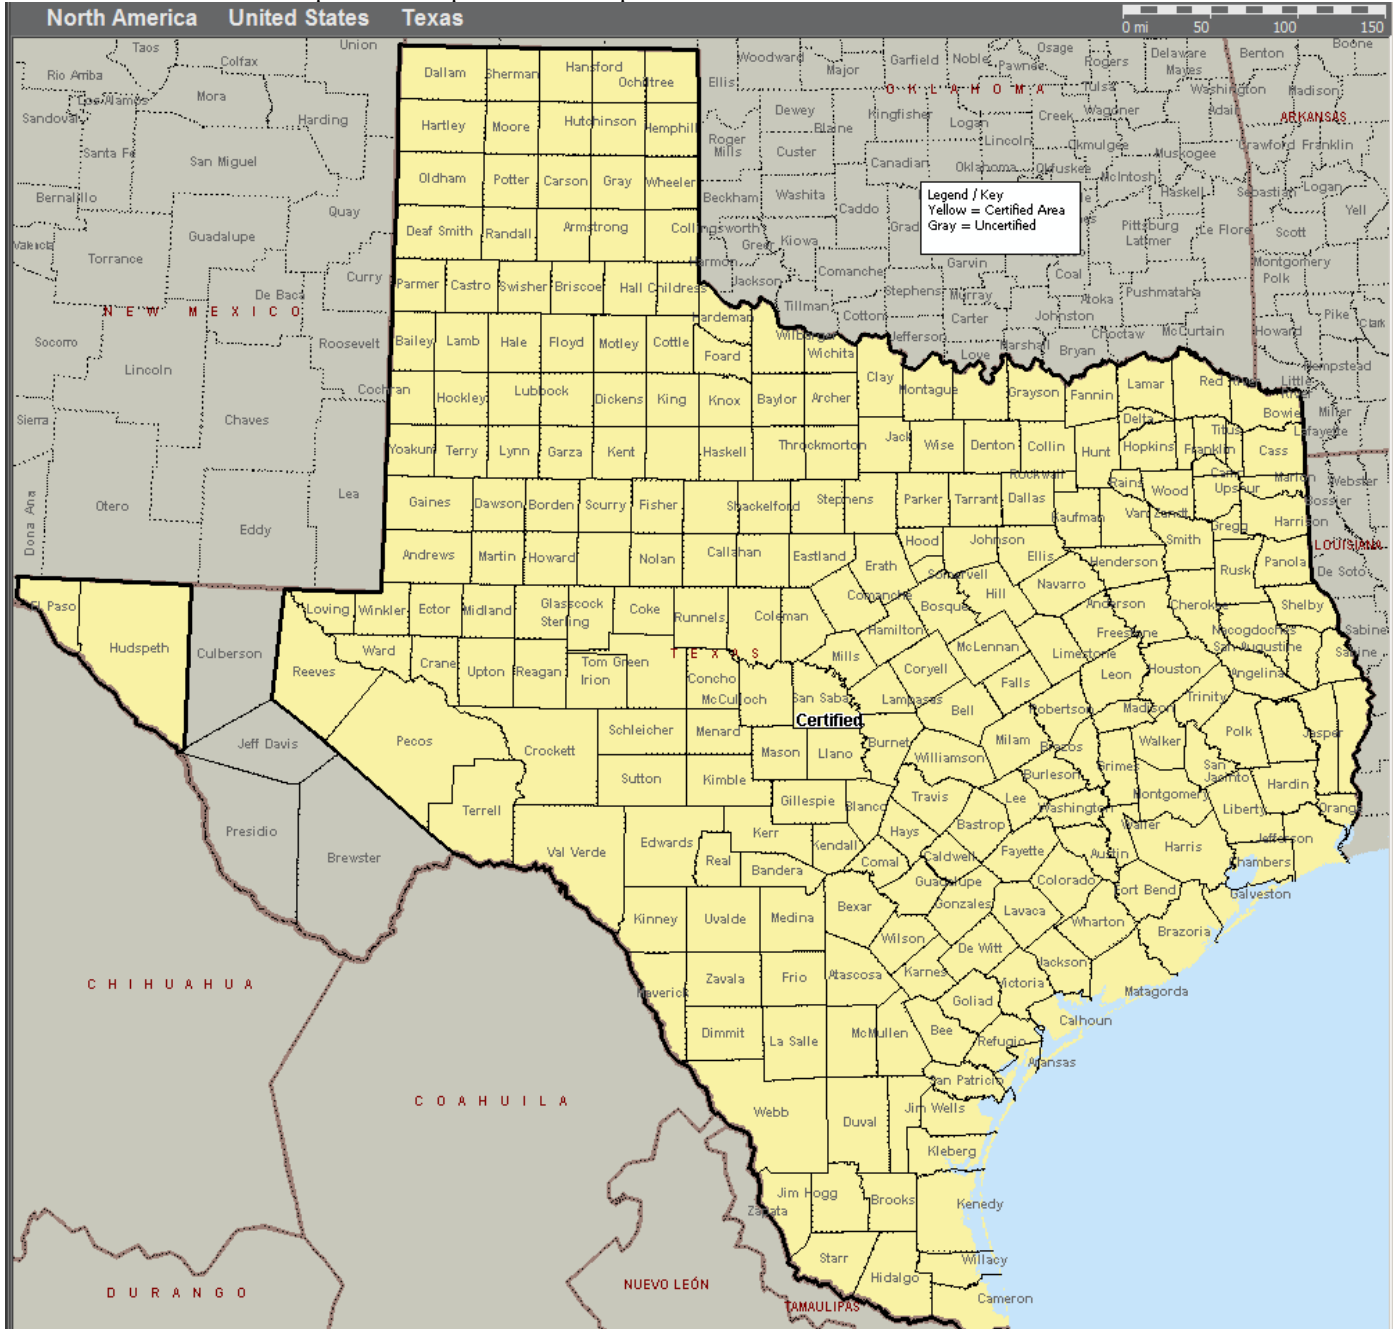 North America United States Texas
0 mi 50 100 150
Taos Colfax Union
Rio Arriba
Los Alamos Mora
Sandoval Harding
Santa Fe San Miguel
Bernalillo
Quay
Valencia Guadalupe
Torrance
Curry
De Baca
NEW MEXICO
Socorro Roosevelt
Lincoln
Cochran
Sierra Chaves
Lea
Otero
Eddy
Dona Ana
Woodward Major Garfield Noble Osage Pawnee Rogers Delaware Mayes Benton Boone
Ellis
OKLAHOMA
Tulsa Washington Madison
Dewey Kingfisher Logan Creek Wagoner Adair
ARKANSAS
Roger Mills Blaine Lincoln Okmulgee Muskogee Crawford Franklin
Custer Canadian Oklahoma Okfuskee McIntosh
Beckham Washita Caddo Haskell Sebastian Logan
Yell
Legend / Key
Yellow = Certified Area
Gray = Uncertified
Grad
Pittsburg Latimer Le Flore Scott
Greer Kiowa
Harmon Jackson Comanche Garvin Coal Montgomery
Polk
Tillman Cotton Stephens Murray Carter Johnston Atoka Pushmataha
Pike Clark
Jefferson Love Marshall Bryan Choctaw McCurtain Howard
Hempstead
Little River
Miller
Lafayette
Webster
Bossier
LOUISIANA
De Soto
Sabine
Dallam Sherman Hansford Ochiltree
Hartley Moore Hutchinson Hemphill
Oldham Potter Carson Gray Wheeler
Deaf Smith Randall Armstrong Collingsworth
Parmer Castro Swisher Briscoe Hall Childress
Hardeman
Bailey Lamb Hale Floyd Motley Cottle Foard Wilbarger Wichita
Clay Montague Grayson Fannin Lamar Red River
Hockley Lubbock Dickens King Knox Baylor Archer
Bowie
Delta Titus
Yoakum Terry Lynn Garza Kent Haskell Throckmorton Jack Wise Denton Collin Hunt Hopkins Franklin Cass
Rockwall Rains Camp Marion
Gaines Dawson Borden Scurry Fisher Shackelford Stephens Parker Tarrant Dallas Kaufman Van Zandt Wood Upshur
Gregg Harrison
Andrews Martin Howard Nolan Callahan Eastland Hood Johnson Ellis Smith
Erath Somervell Navarro Henderson Rusk Panola
Loving Winkler Ector Midland Glasscock Sterling Coke Runnels Coleman Comanche Bosque Hill Anderson Cherokee Shelby
TEXAS
Hamilton McLennan Limestone Freestone Nacogdoches
San Augustine Sabine
El Paso Hudspeth Culberson Reeves Ward Crane Upton Reagan Tom Green Irion Concho Mills Coryell Falls Leon Houston Angelina
McCulloch San Saba Lampasas Bell Robertson Madison Trinity
Certified
Jeff Davis Pecos Crockett Schleicher Menard Mason Llano Burnet Williamson Milam Brazos Walker Polk Jasper
Grimes San Jacinto
Sutton Kimble Burleson Hardin
Montgomery
Terrell Gillespie Blanco Travis Lee Washington Liberty Orange
Presidio Bastrop Waller
Brewster Val Verde Edwards Real Kerr Kendall Hays Fayette Austin Harris Jefferson
Bandera Comal Caldwell Chambers
Guadalupe Colorado Fort Bend Galveston
Kinney Uvalde Medina Bexar Gonzales Lavaca Wharton Brazoria
Wilson De Witt
Maverick Zavala Frio Atascosa Karnes Jackson
Victoria Matagorda
CHIHUAHUA
Goliad
Dimmit La Salle McMullen Bee Refugio Calhoun
Aransas
San Patricio
COAHUILA
Webb Duval Jim Wells
Kleberg
Zapata Jim Hogg Brooks Kenedy
Starr Hidalgo Willacy
Cameron
DURANGO
NUEVO LEÓN
TAMAULIPAS